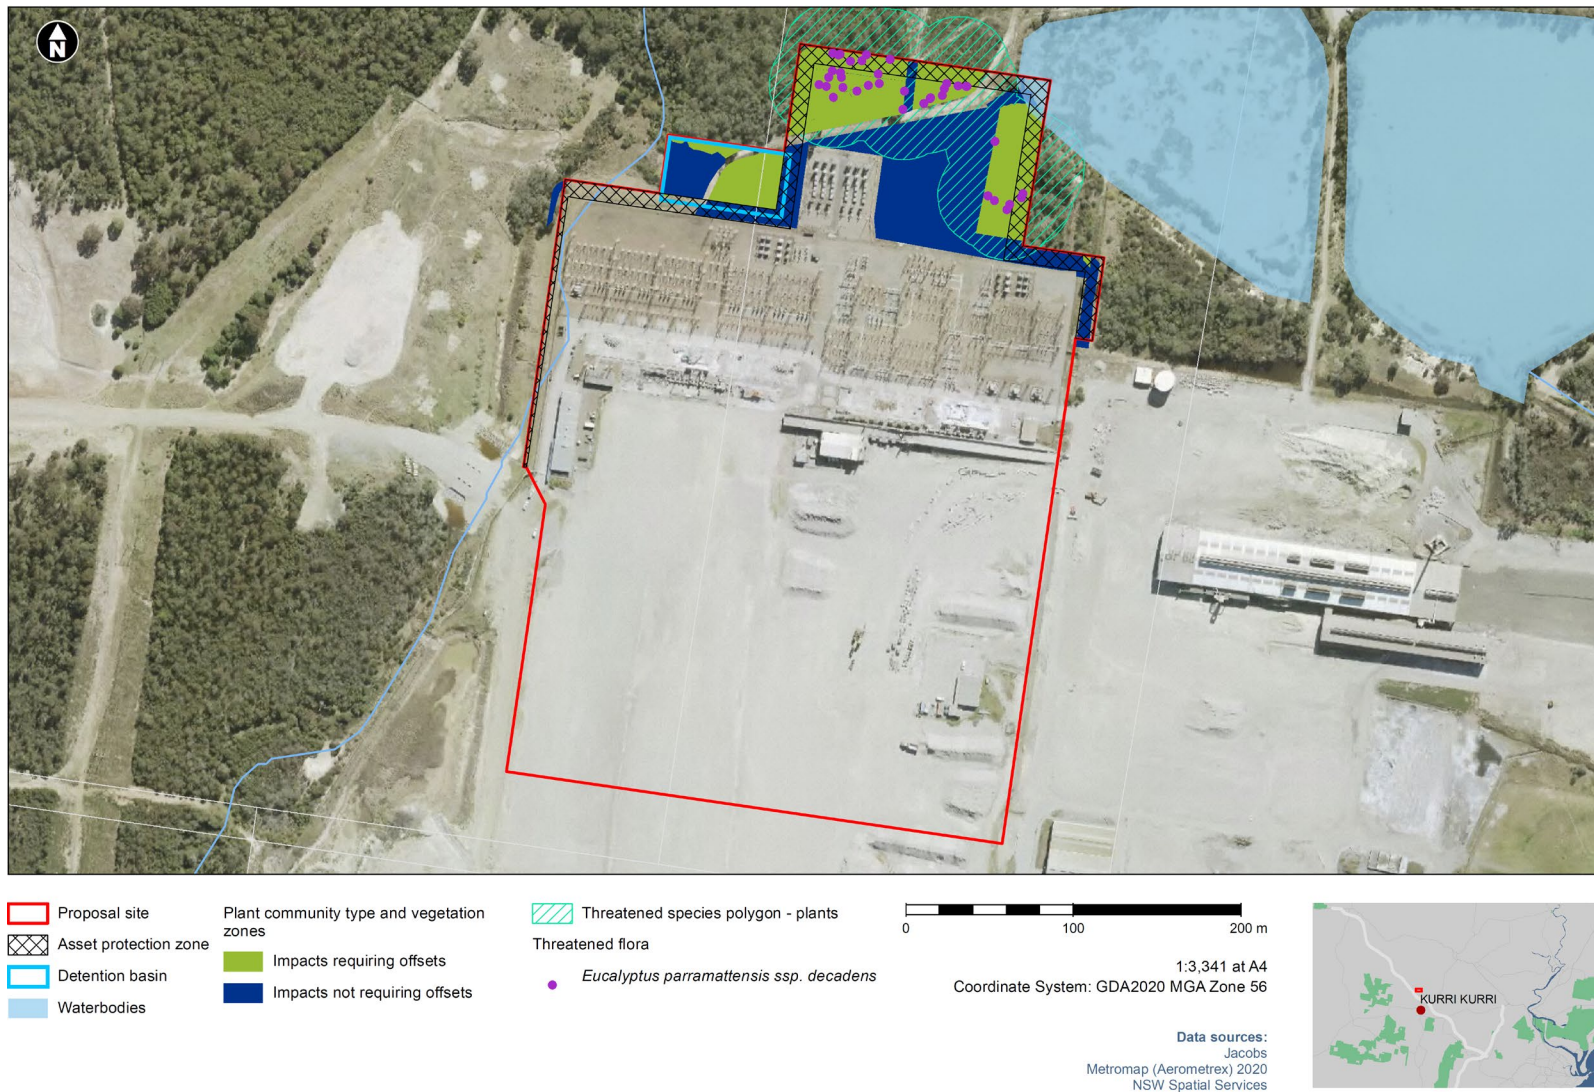 N
Proposal site
Asset protection zone
Detention basin
Waterbodies
Plant community type and vegetation
zones
Impacts requiring offsets
Impacts not requiring offsets
Threatened species polygon - plants
Threatened flora
Eucalyptus parramattensis ssp. decadens
0 100 200 m
1:3,341 at A4
Coordinate System: GDA2020 MGA Zone 56
Data sources:
Jacobs
Metromap (Aerometrex) 2020
NSW Spatial Services
KURRI KURRI